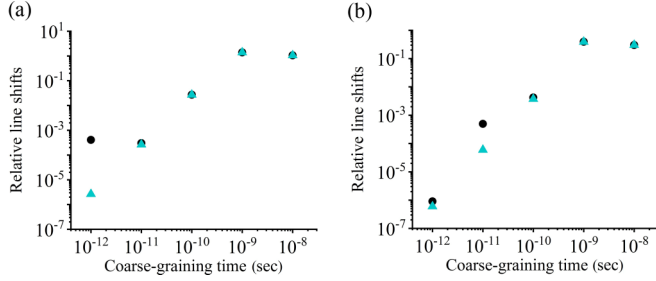 (a)
Relative line shifts
10^1
10^-1
10^-3
10^-5
10^-7
10^-12 10^-11 10^-10 10^-9 10^-8
Coarse-graining time (sec)
(b)
Relative line shifts
10^-1
10^-3
10^-5
10^-7
10^-12 10^-11 10^-10 10^-9 10^-8
Coarse-graining time (sec)